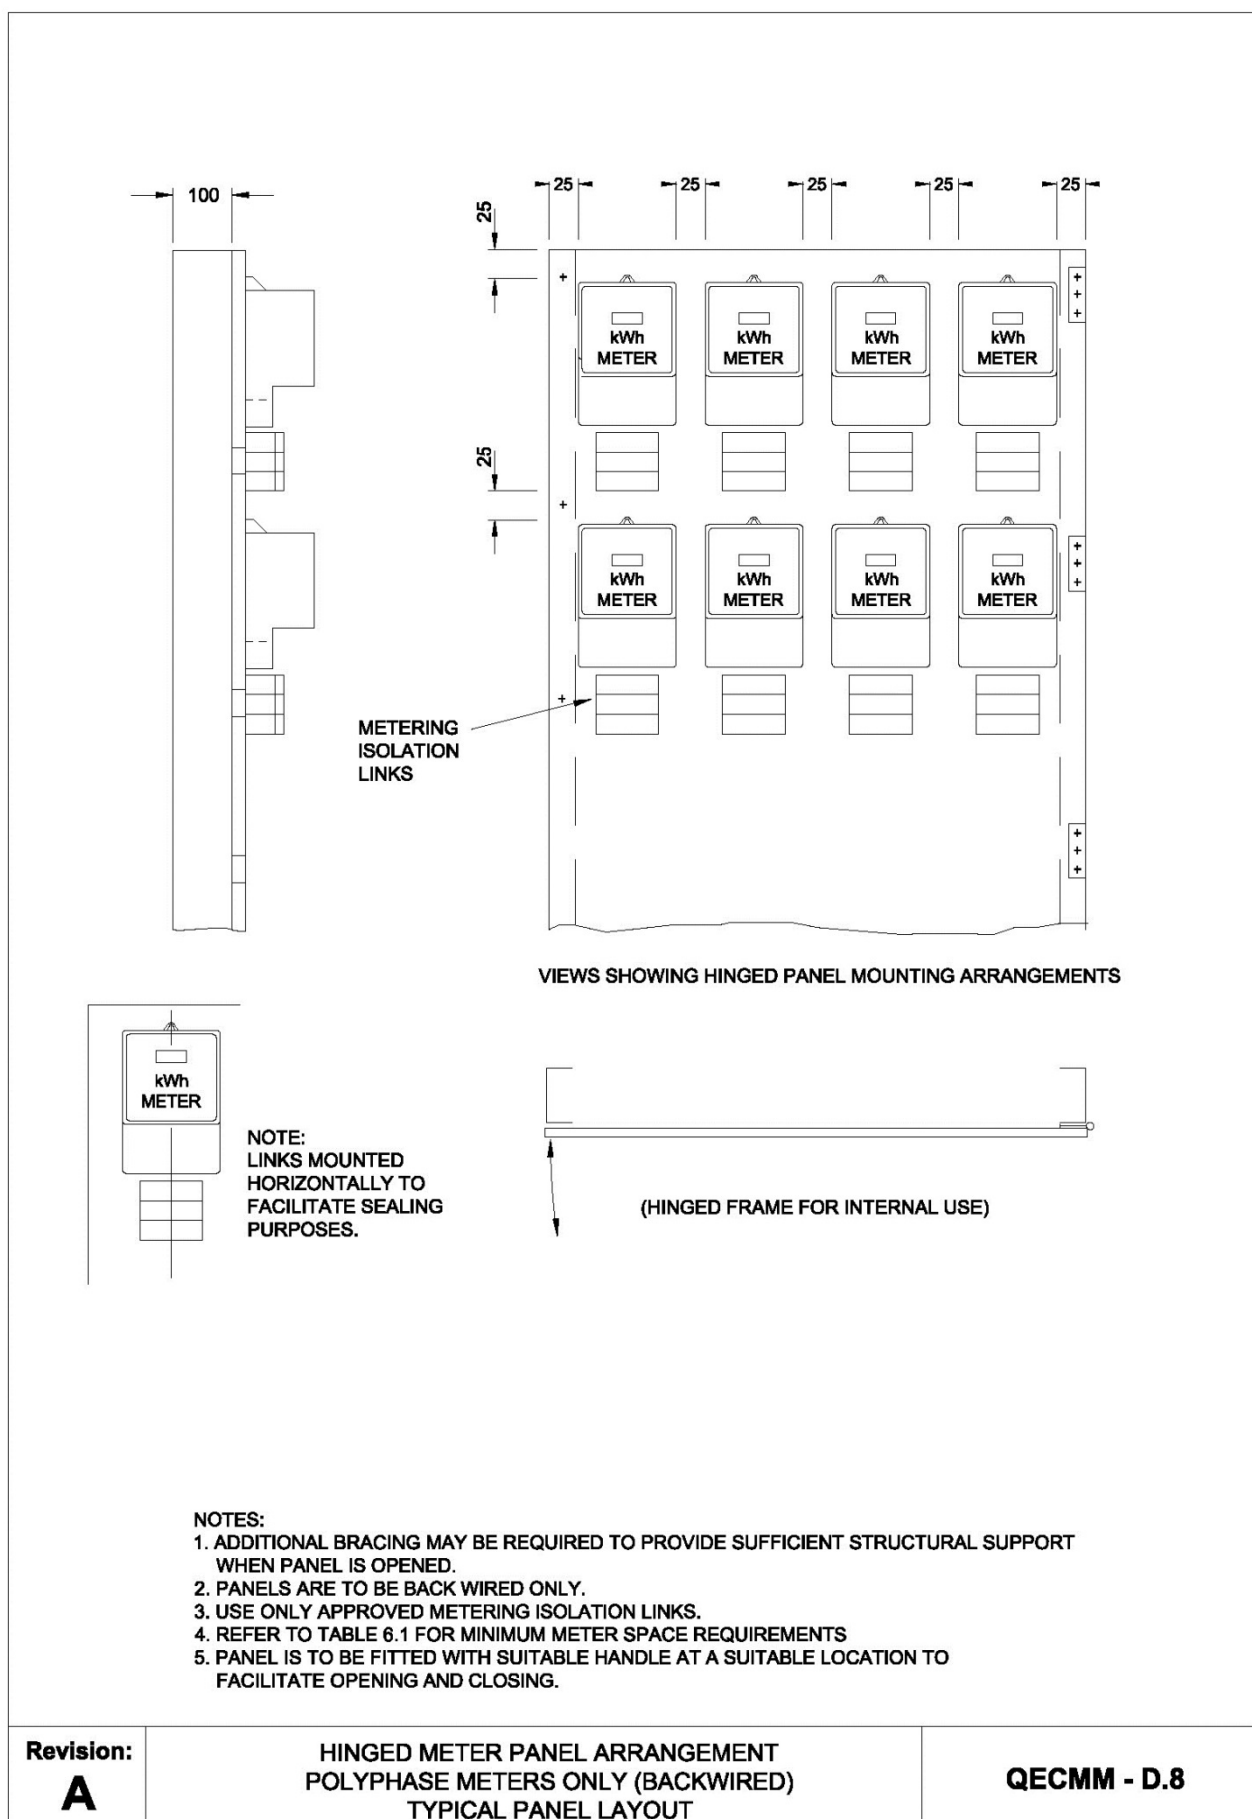 100
25 25 25 25 25
25
kWh METER kWh METER kWh METER kWh METER
25
kWh METER kWh METER kWh METER kWh METER
METERING
ISOLATION
LINKS
VIEWS SHOWING HINGED PANEL MOUNTING ARRANGEMENTS
kWh
METER
NOTE:
LINKS MOUNTED
HORIZONTALLY TO
FACILITATE SEALING
PURPOSES.
(HINGED FRAME FOR INTERNAL USE)
NOTES:
1. ADDITIONAL BRACING MAY BE REQUIRED TO PROVIDE SUFFICIENT STRUCTURAL SUPPORT
WHEN PANEL IS OPENED.
2. PANELS ARE TO BE BACK WIRED ONLY.
3. USE ONLY APPROVED METERING ISOLATION LINKS.
4. REFER TO TABLE 6.1 FOR MINIMUM METER SPACE REQUIREMENTS
5. PANEL IS TO BE FITTED WITH SUITABLE HANDLE AT A SUITABLE LOCATION TO
FACILITATE OPENING AND CLOSING.
Revision:
A
HINGED METER PANEL ARRANGEMENT
POLYPHASE METERS ONLY (BACKWIRED)
TYPICAL PANEL LAYOUT
QECMM - D.8